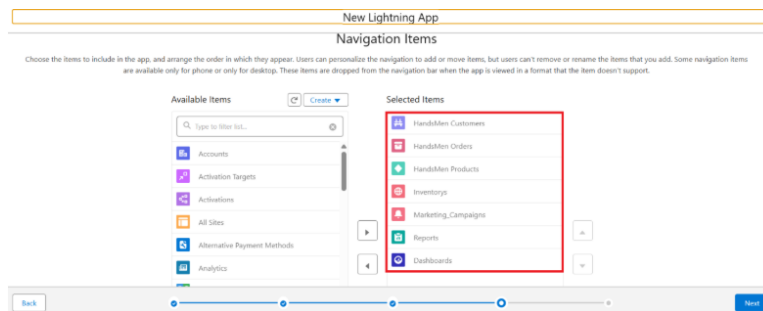 New Lightning App
Navigation Items
Choose the items to include in the app, and arrange the order in which they appear. Users can personalize the navigation to add or move items, but users can't remove or rename the items that you add. Some navigation items
are available only for phone or only for desktop. These items are dropped from the navigation bar when the app is viewed in a format that the item doesn't support.
Available Items
Create
Selected Items
Type to filter list...
Accounts
Activation Targets
Activations
All Sites
Alternative Payment Methods
Analytics
HandsMen Customers
HandsMen Orders
HandsMen Products
Inventorys
Marketing_Campaigns
Reports
Dashboards
Back
Next